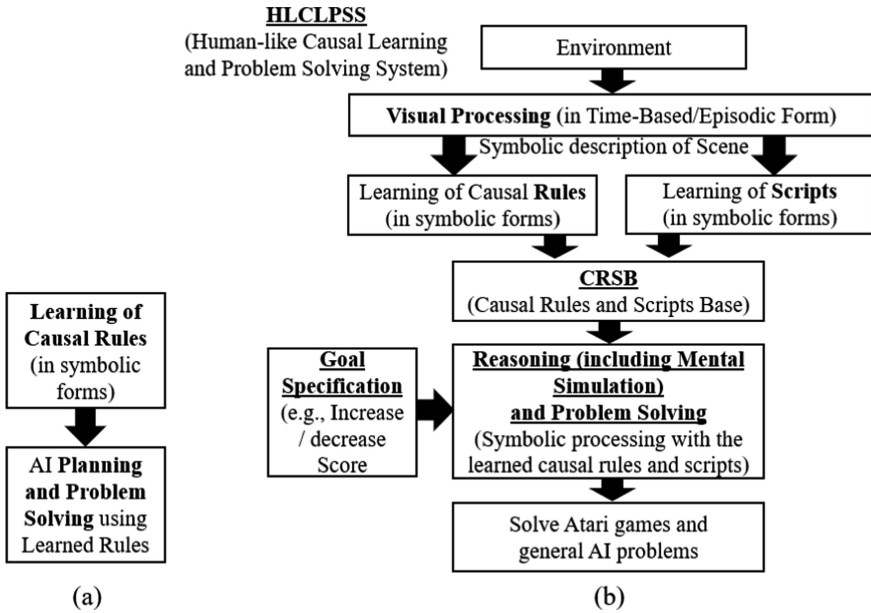 HLCLPSS
(Human-like Causal Learning
and Problem Solving System)
Environment
Visual Processing (in Time-Based/Episodic Form)
Symbolic description of Scene
Learning of Causal Rules
(in symbolic forms)
Learning of Scripts
(in symbolic forms)
CRSB
(Causal Rules and Scripts Base)
Learning of
Causal Rules
(in symbolic
forms)
AI Planning
and Problem
Solving using
Learned Rules
Goal
Specification
(e.g., Increase
/ decrease
Score
Reasoning (including Mental
Simulation)
and Problem Solving
(Symbolic processing with the
learned causal rules and scripts)
Solve Atari games and
general AI problems
(a)
(b)